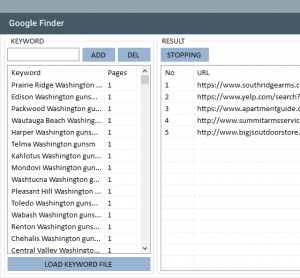 Google Finder
KEYWORD
ADD
DEL
Keyword Pages
Prairie Ridge Washington ... 1
Edison Washington guns... 1
Packwood Washington gu... 1
Wautauga Beach Washingt... 1
Harper Washington gunsm... 1
Telma Washington gunsm 1
Kahlotus Washington guns... 1
Mondovi Washington guns... 1
Washtucna Washington g... 1
Pleasant Hill Washington ... 1
Toledo Washington gunsm... 1
Wabash Washington guns... 1
Renton Washington gunsm... 1
Chehalis Washington guns... 1
Central Valley Washingto... 1
LOAD KEYWORD FILE
RESULT
STOPPING
No URL
1 https://www.southridgearms.c
2 https://www.yelp.com/search?
3 https://www.apartmentguide.c
4 http://www.summitarmsservic
5 http://www.bigjsoutdoorstore.